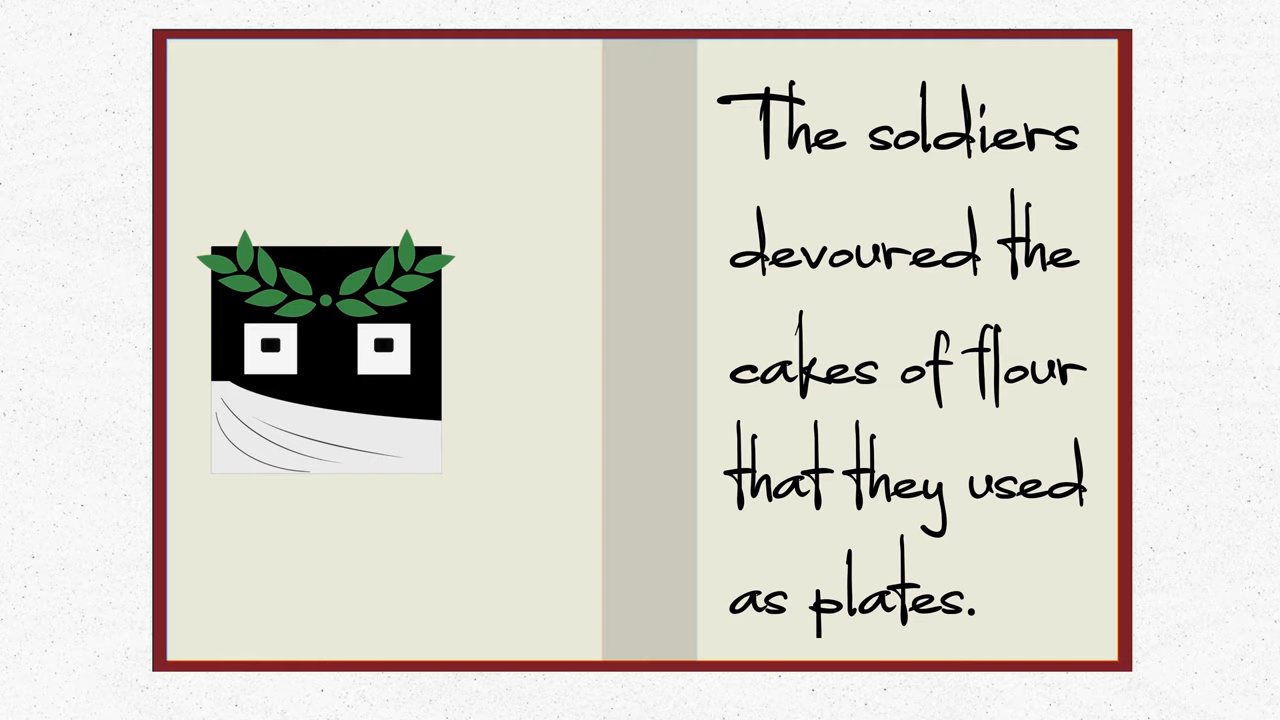 The soldiers
devoured the
cakes of flour
that they used
as plates.